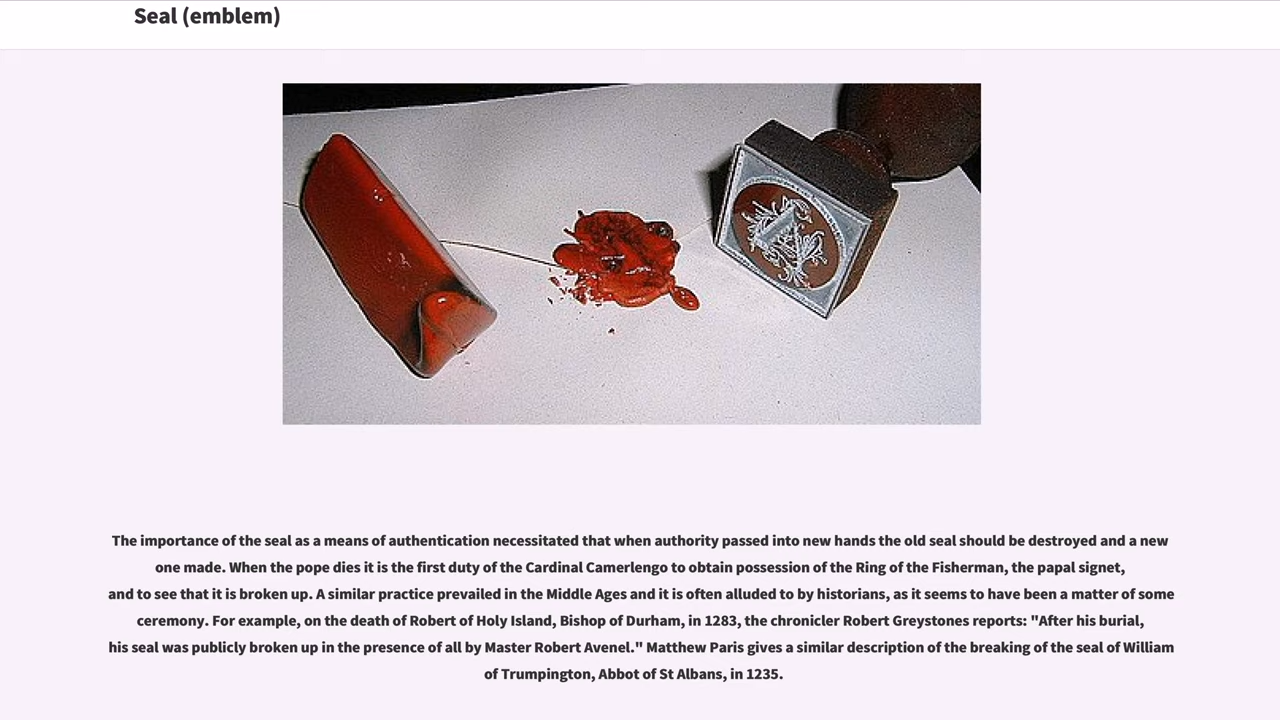 Seal (emblem)
The importance of the seal as a means of authentication necessitated that when authority passed into new hands the old seal should be destroyed and a new
one made. When the pope dies it is the first duty of the Cardinal Camerlengo to obtain possession of the Ring of the Fisherman, the papal signet,
and to see that it is broken up. A similar practice prevailed in the Middle Ages and it is often alluded to by historians, as it seems to have been a matter of some
ceremony. For example, on the death of Robert of Holy Island, Bishop of Durham, in 1283, the chronicler Robert Greystones reports: "After his burial,
his seal was publicly broken up in the presence of all by Master Robert Avenel." Matthew Paris gives a similar description of the breaking of the seal of William
of Trumpington, Abbot of St Albans, in 1235.